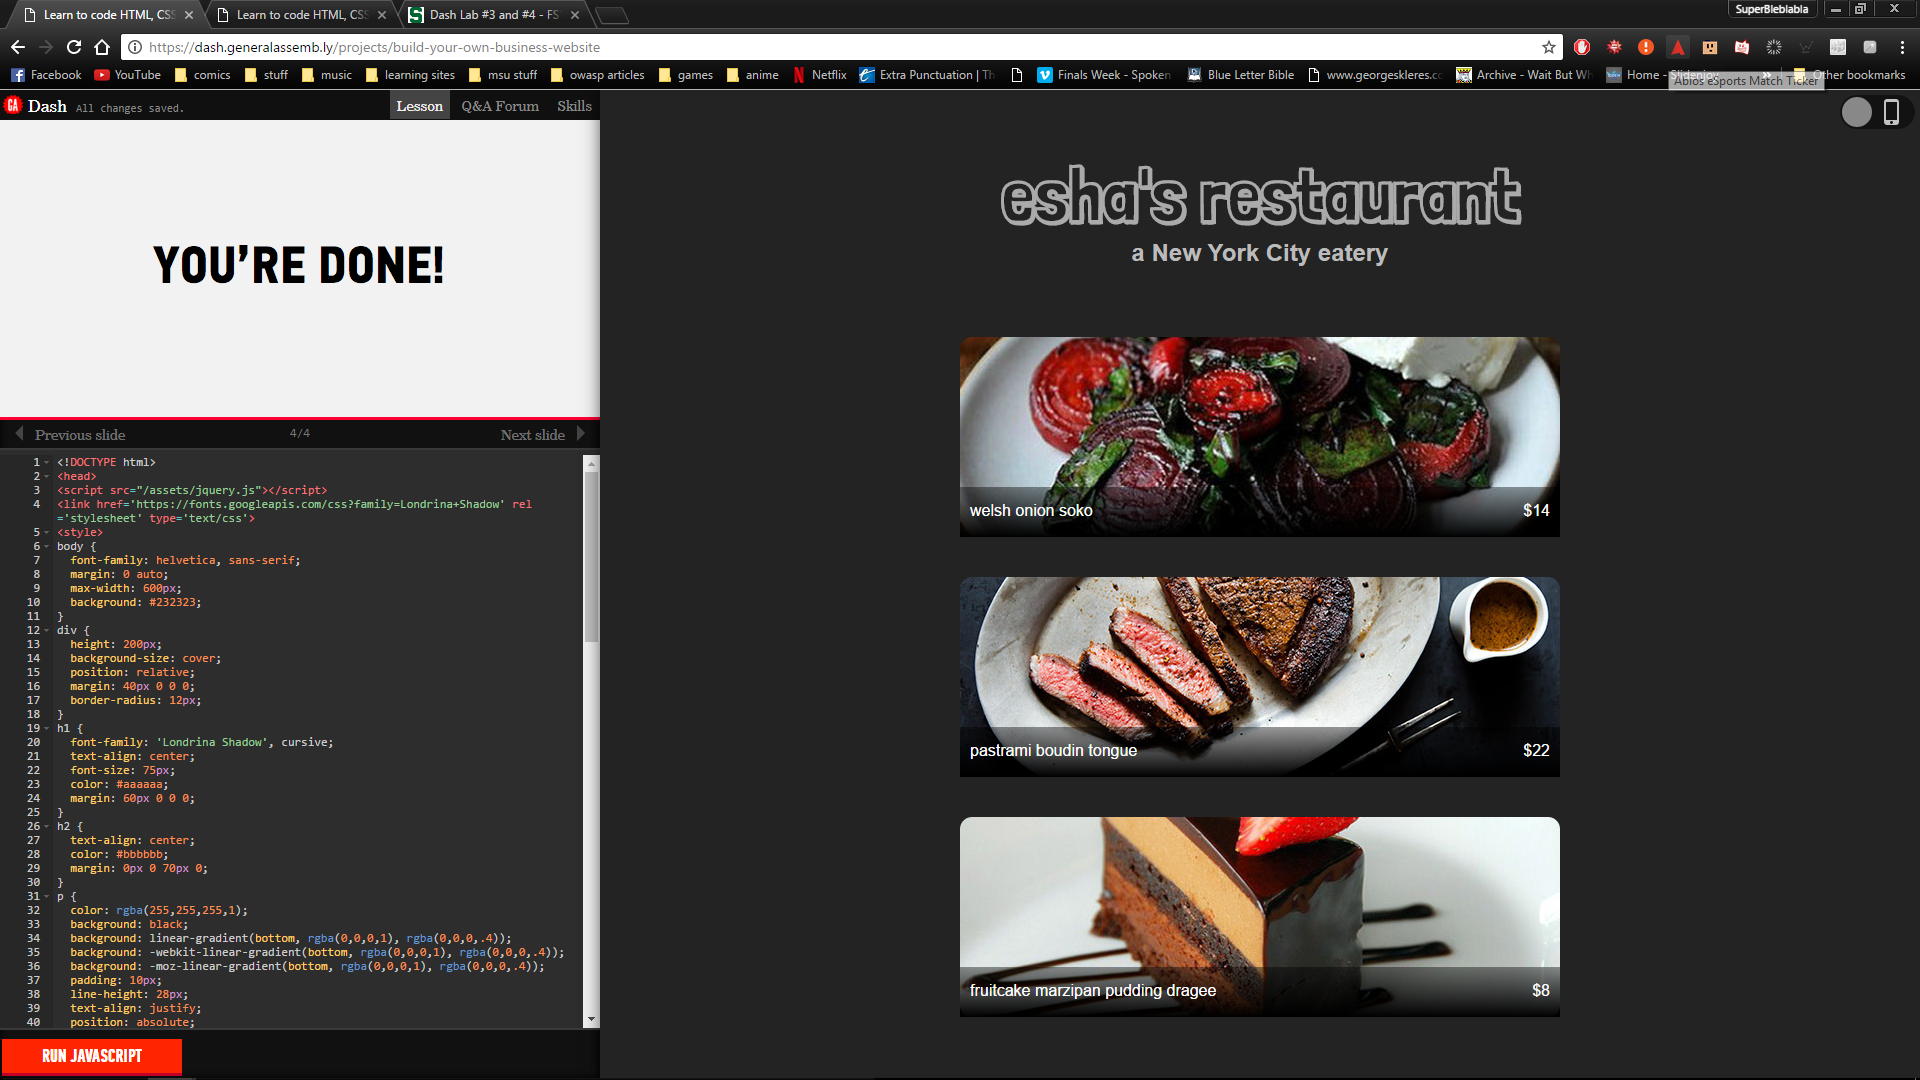 Learn to code HTML, CSS
Learn to code HTML, CSS
Dash Lab #3 and #4 - FS
SuperBleblabla
https://dash.generalassemb.ly/projects/build-your-own-business-website
Facebook
YouTube
comics
stuff
music
learning sites
msu stuff
owasp articles
games
anime
Netflix
Extra Punctuation | Th
Finals Week - Spoken
Blue Letter Bible
www.georgeskleres.cc
Archive - Wait But Wh
Home - Slidenjoy
»
Other bookmarks
Abios eSports Match Ticker
GA
Dash
All changes saved.
Lesson
Q&A Forum
Skills
YOU’RE DONE!
Previous slide
4/4
Next slide
1 <!DOCTYPE html>
2 <head>
3 <script src="/assets/jquery.js"></script>
4 <link href='https://fonts.googleapis.com/css?family=Londrina+Shadow' rel
='stylesheet' type='text/css'>
5 <style>
6 body {
7 font-family: helvetica, sans-serif;
8 margin: 0 auto;
9 max-width: 600px;
10 background: #232323;
11 }
12 div {
13 height: 200px;
14 background-size: cover;
15 position: relative;
16 margin: 40px 0 0 0;
17 border-radius: 12px;
18 }
19 h1 {
20 font-family: 'Londrina Shadow', cursive;
21 text-align: center;
22 font-size: 75px;
23 color: #aaaaaa;
24 margin: 60px 0 0 0;
25 }
26 h2 {
27 text-align: center;
28 color: #bbbbbb;
29 margin: 0px 0 70px 0;
30 }
31 p {
32 color: rgba(255,255,255,1);
33 background: black;
34 background: linear-gradient(bottom, rgba(0,0,0,1), rgba(0,0,0,.4));
35 background: -webkit-linear-gradient(bottom, rgba(0,0,0,1), rgba(0,0,0,.4));
36 background: -moz-linear-gradient(bottom, rgba(0,0,0,1), rgba(0,0,0,.4));
37 padding: 10px;
38 line-height: 28px;
39 text-align: justify;
40 position: absolute;
RUN JAVASCRIPT
esha's restaurant
a New York City eatery
welsh onion soko $14
pastrami boudin tongue $22
fruitcake marzipan pudding dragee $8